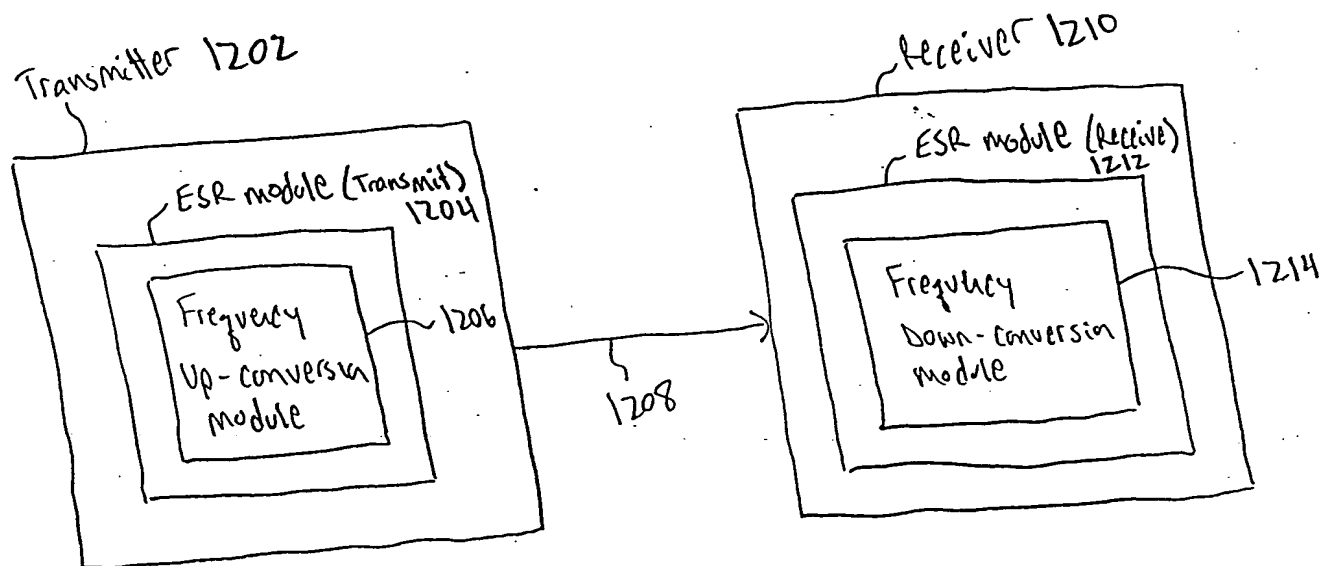 Transmitter 1202
ESR module (Transmit)
1204
Frequency
Up-conversion
module
1206
1208
Receiver 1210
ESR module (Receive)
1212
Frequency
Down-conversion
module
1214